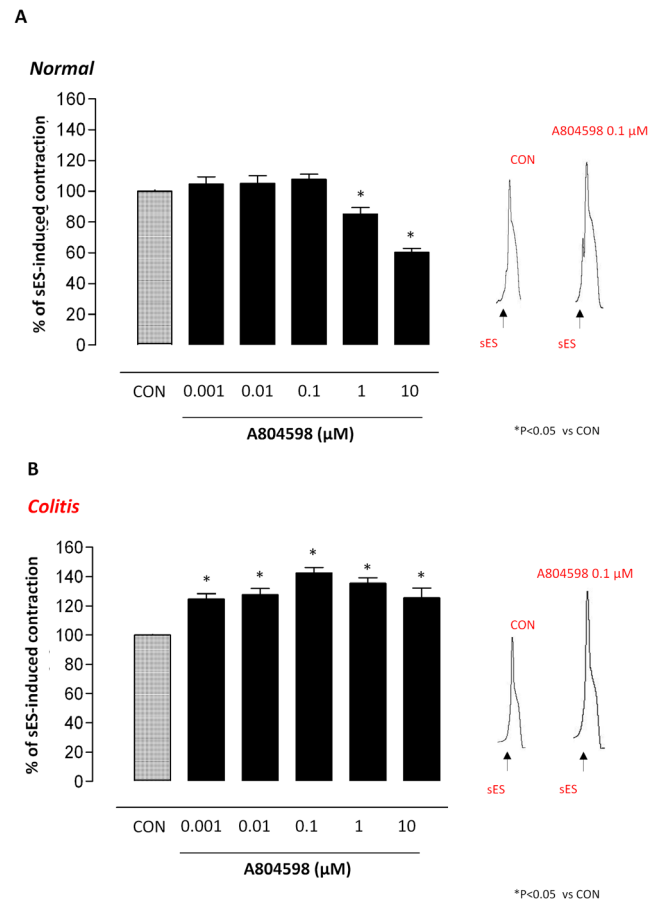 A
Normal
% of sES-induced contraction
160
140
120
100
80
60
40
20
0
*
*
CON 0.001 0.01 0.1 1 10
A804598 (µM)
CON
A804598 0.1 µM
sES
sES
*P<0.05 vs CON
B
Colitis
% of sES-induced contraction
160
140
120
100
80
60
40
20
0
*
*
*
*
*
CON 0.001 0.01 0.1 1 10
A804598 (µM)
CON
A804598 0.1 µM
sES
sES
*P<0.05 vs CON